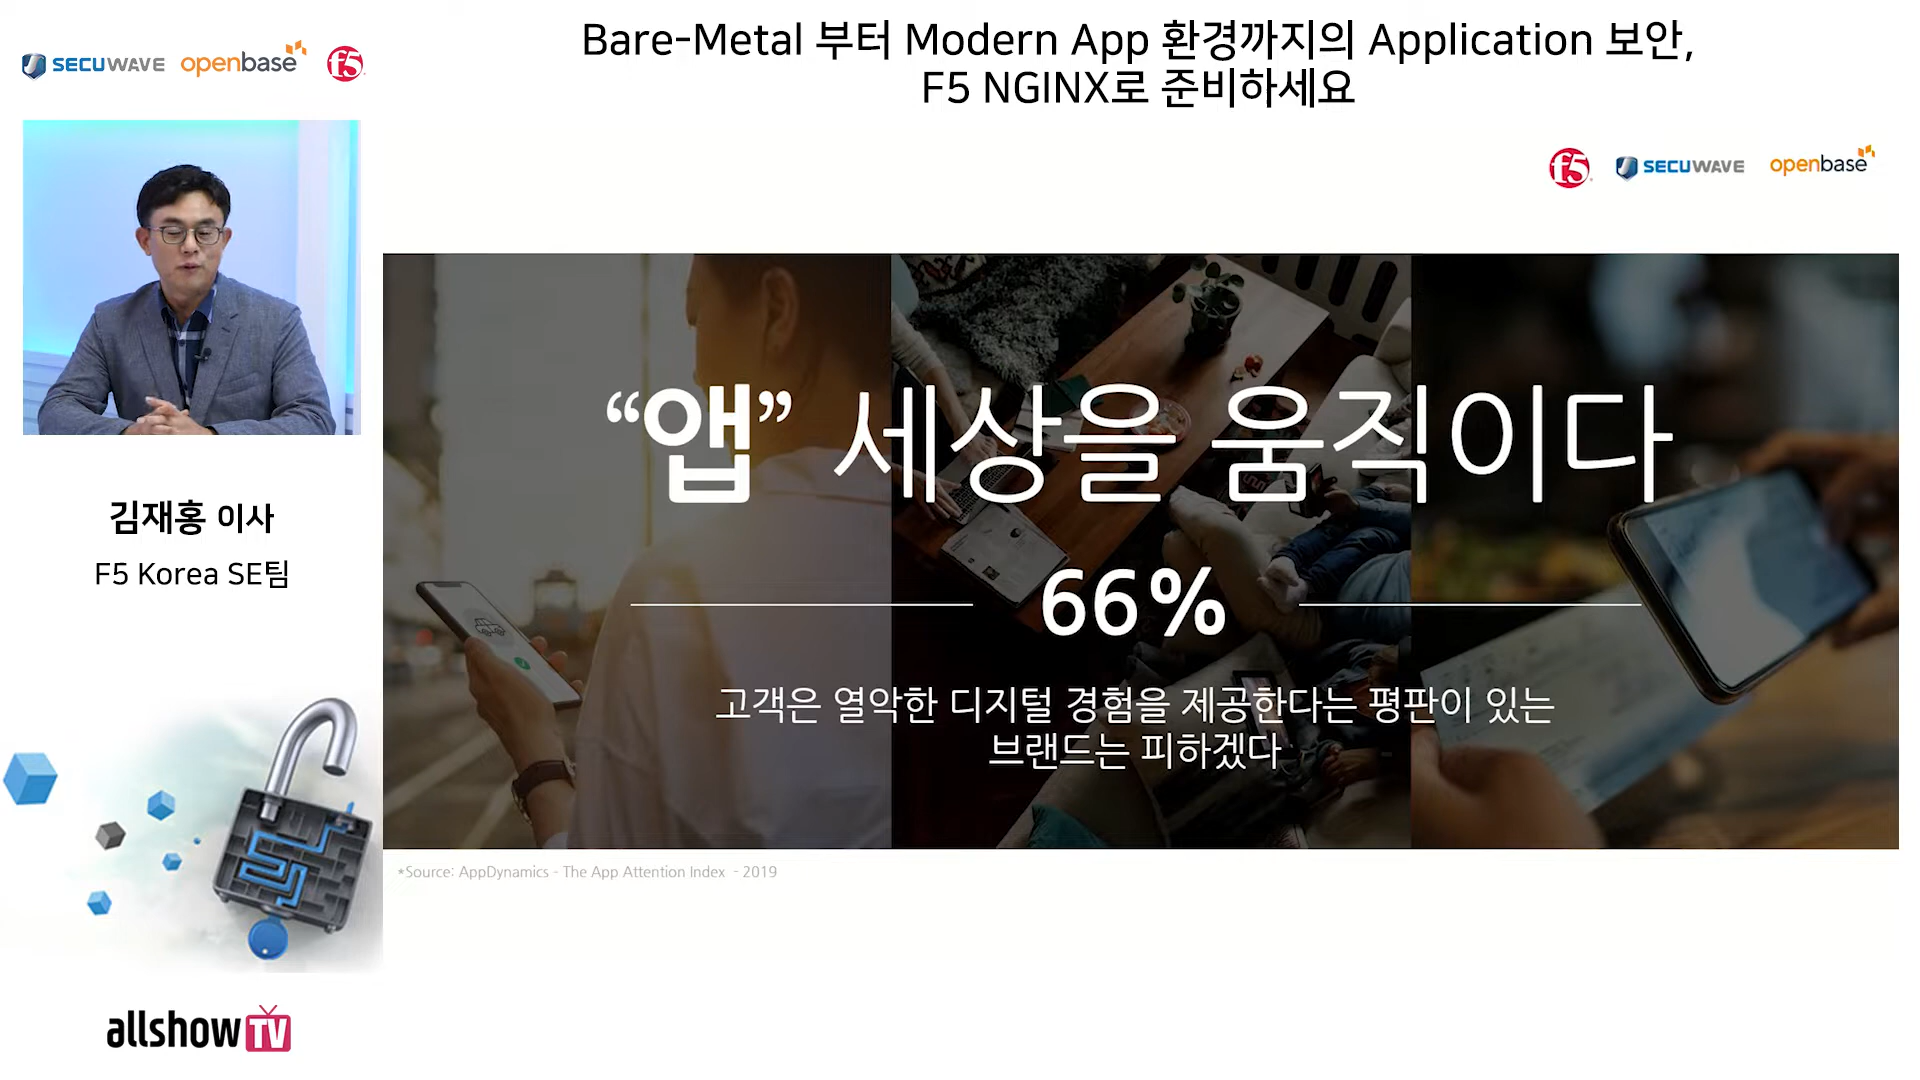 SECUWAVE openbase f5
Bare-Metal 부터 Modern App 환경까지의 Application 보안,
F5 NGINX로 준비하세요
f5 SECUWAVE openbase
“앱” 세상을 움직이다
66%
고객은 열악한 디지털 경험을 제공한다는 평판이 있는
브랜드는 피하겠다
*Source: AppDynamics - The App Attention Index - 2019
김재홍 이사
F5 Korea SE팀
allshowTV